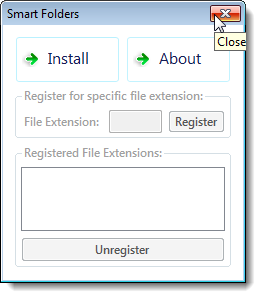 Smart Folders
Close
Install
About
Register for specific file extension:
File Extension:
Register
Registered File Extensions:
Unregister